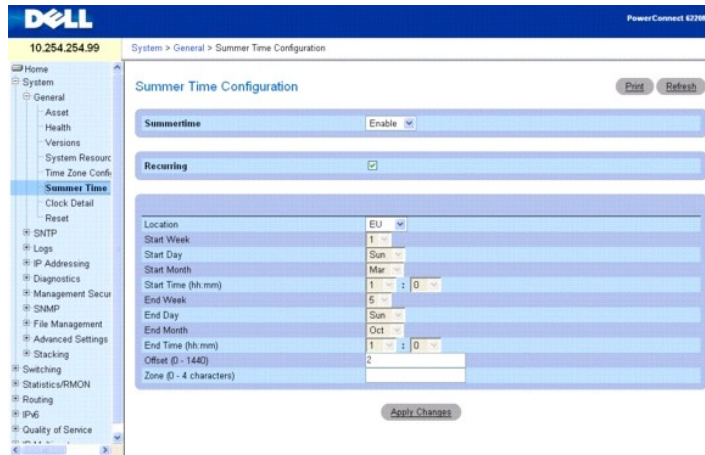 DELL
PowerConnect 6220
10.254.254.99
System > General > Summer Time Configuration
Home
System
General
Asset
Health
Versions
System Resourc
Time Zone Confi
Summer Time
Clock Detail
Reset
SNTP
Logs
IP Addressing
Diagnostics
Management Secur
SNMP
File Management
Advanced Settings
Stacking
Switching
Statistics/RMON
Routing
IPv6
Quality of Service
Summer Time Configuration
Print Refresh
Summertime Enable
Recurring
Location EU
Start Week 1
Start Day Sun
Start Month Mar
Start Time (hh:mm) 1 : 0
End Week 5
End Day Sun
End Month Oct
End Time (hh:mm) 1 : 0
Offset (0 - 1440) 2
Zone (0 - 4 characters)
Apply Changes